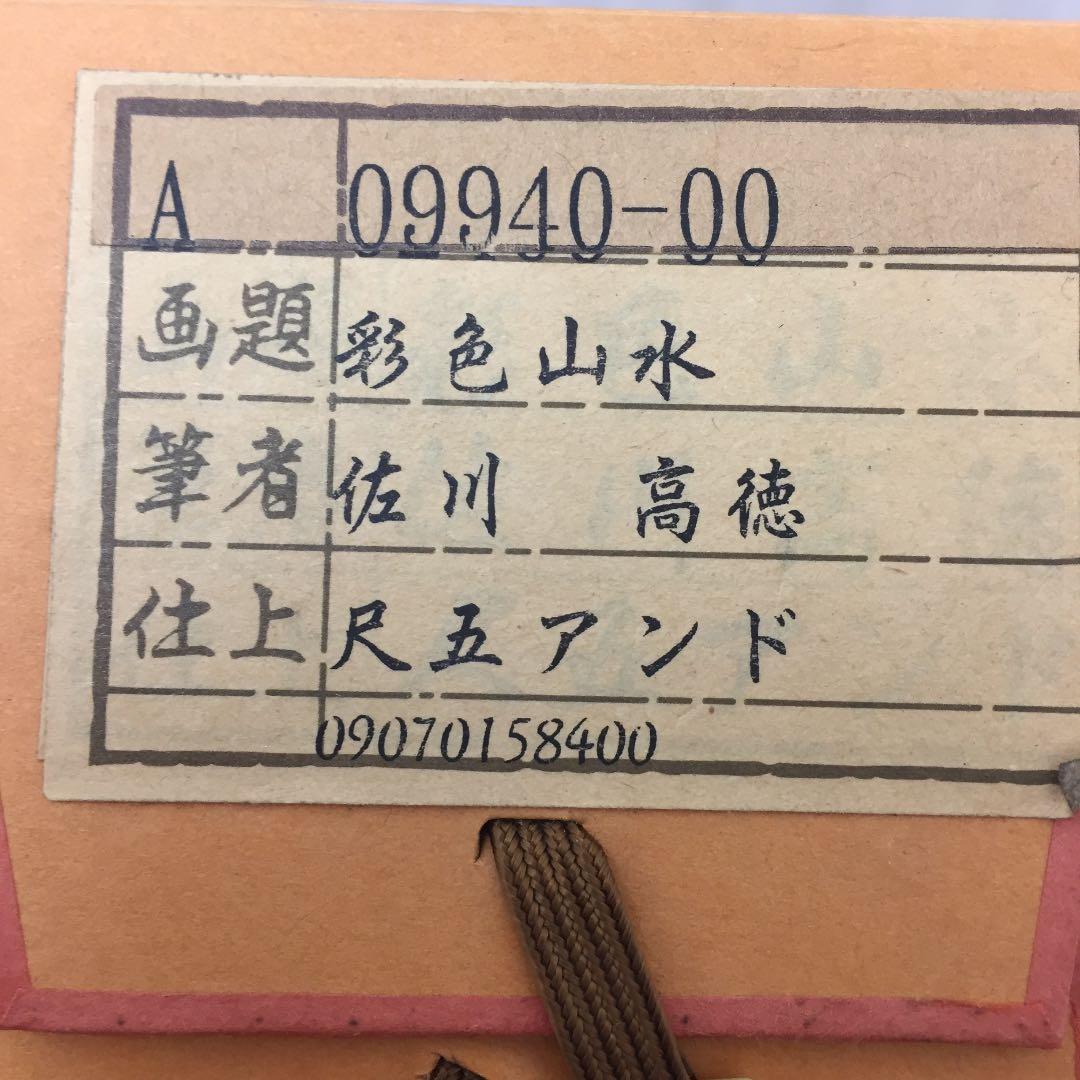 A 09940-00
画題 彩色山水
筆者 佐川 高徳
仕上 尺五アンド
09070158400